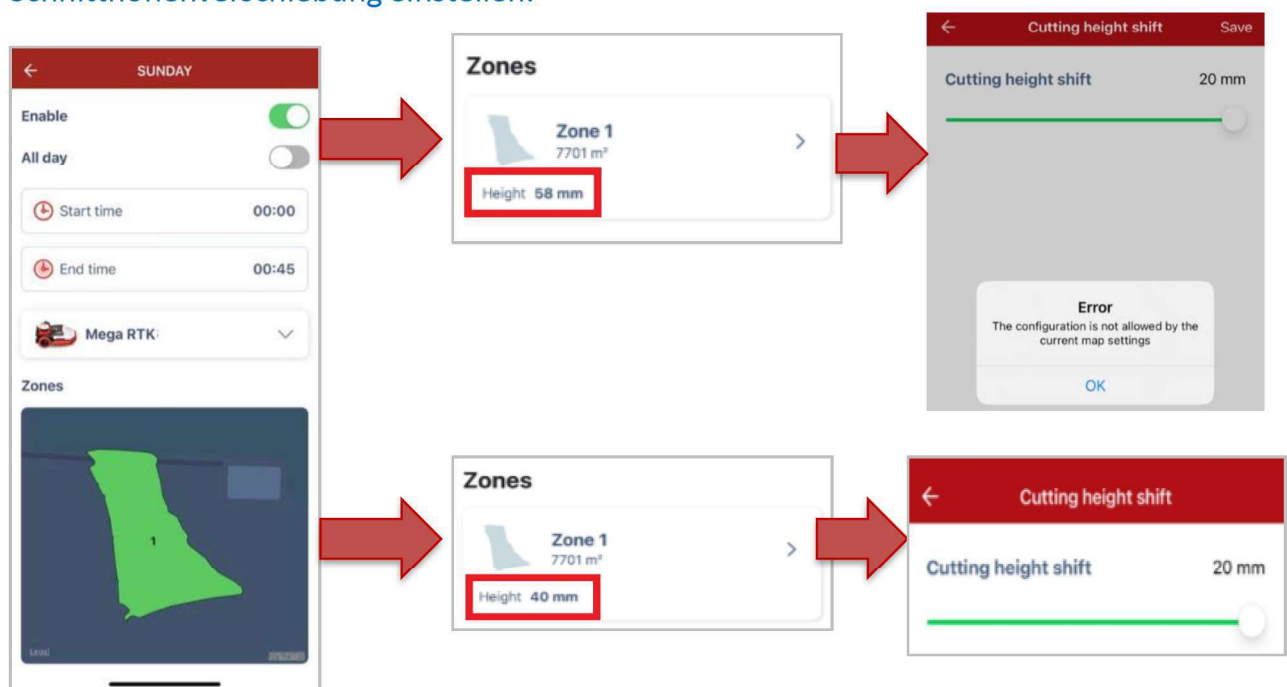 Schnitthöhenverschiebung einstellen.
SUNDAY
Enable
All day
Start time 00:00
End time 00:45
Mega RTK
Zones
1
Level
Zones
Zone 1
7701 m²
Height 58 mm
Cutting height shift Save
Cutting height shift 20 mm
Error
The configuration is not allowed by the
current map settings
OK
Zones
Zone 1
7701 m²
Height 40 mm
Cutting height shift
Cutting height shift 20 mm